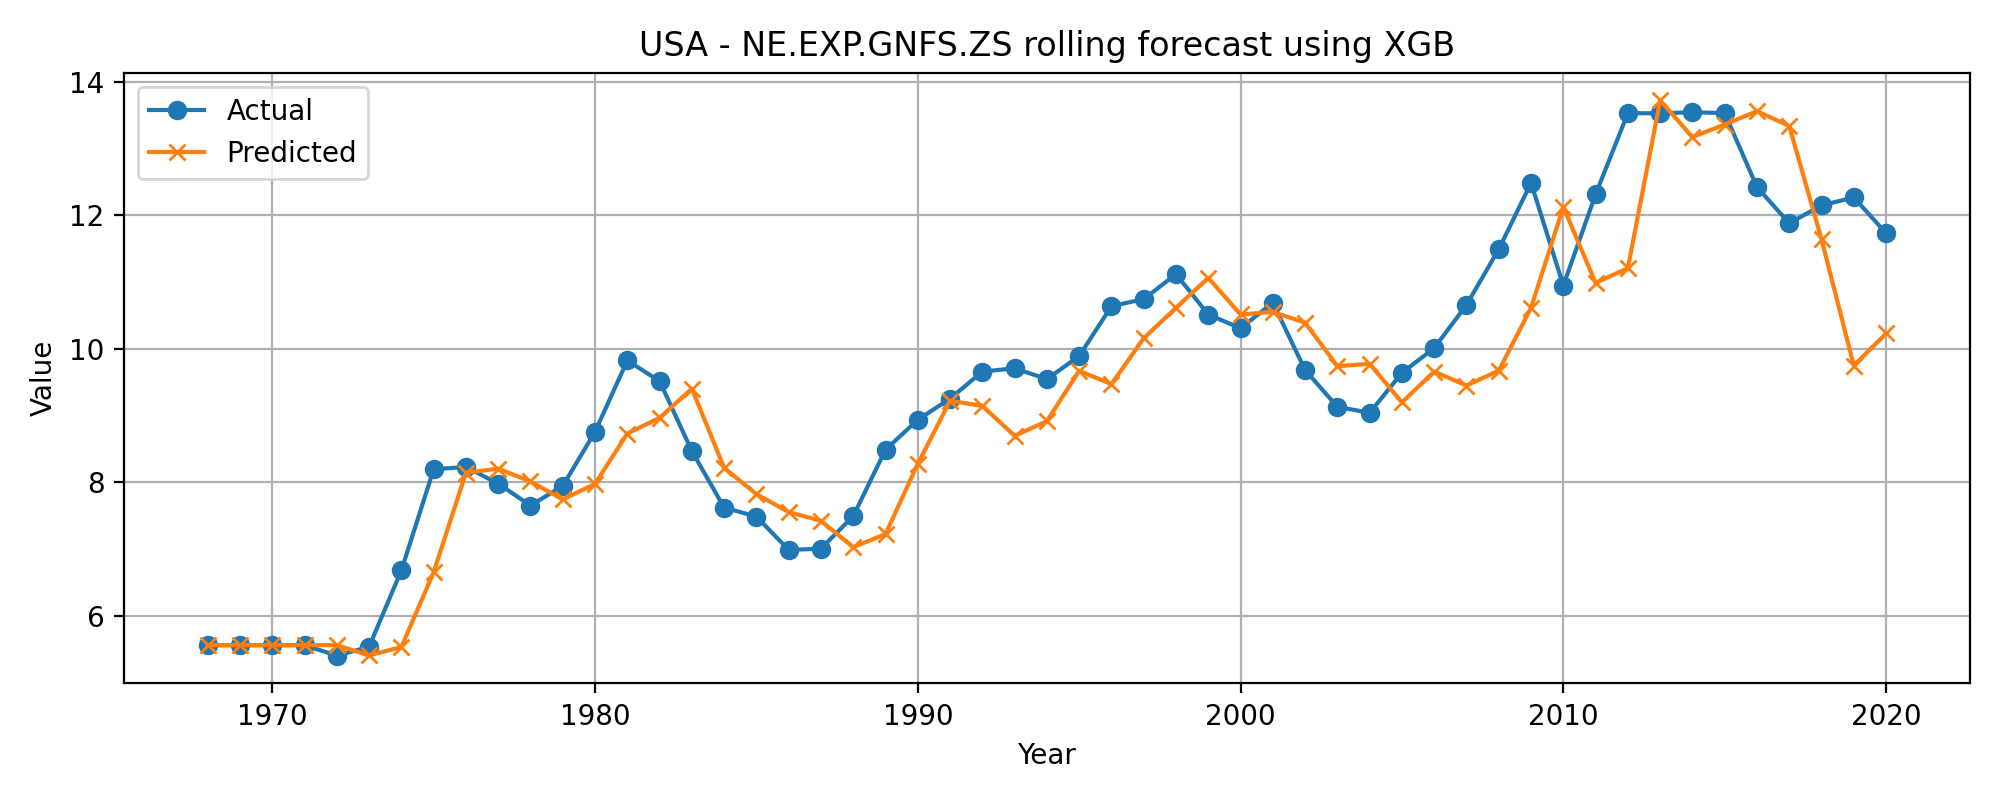 USA - NE.EXP.GNFS.ZS rolling forecast using XGB
Actual
Predicted
14
12
10
8
6
Value
1970
1980
1990
2000
2010
2020
Year